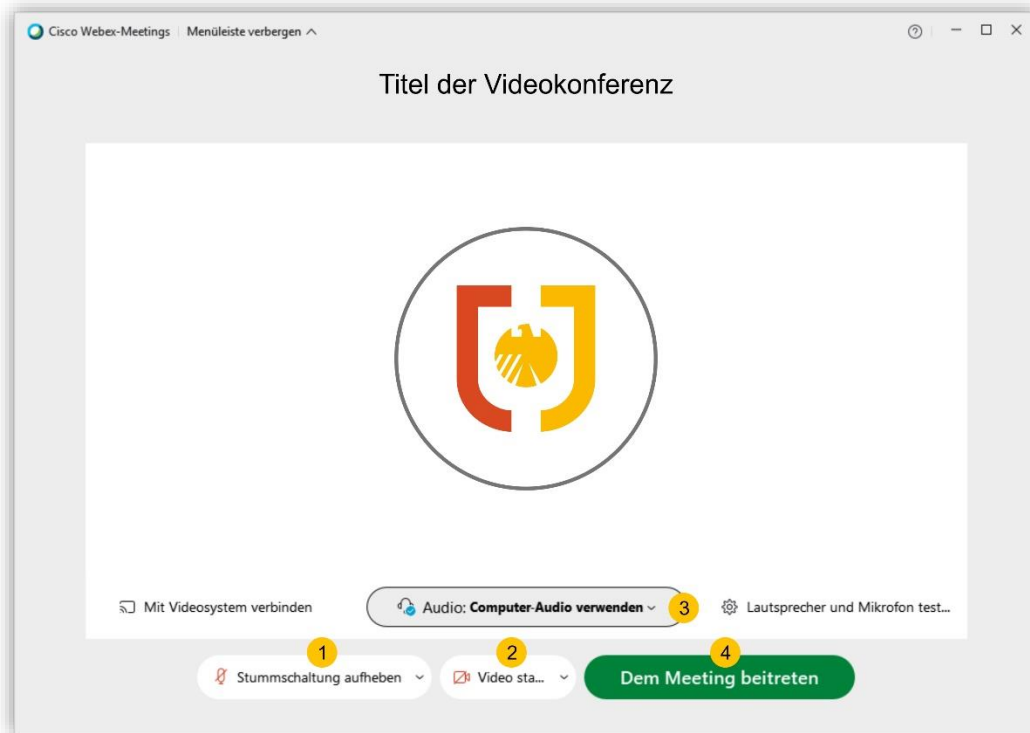 Cisco Webex-Meetings | Menüleiste verbergen
Titel der Videokonferenz
Mit Videosystem verbinden
Audio: Computer-Audio verwenden
3
Lautsprecher und Mikrofon test...
1
2
4
Stummschaltung aufheben
Video sta...
Dem Meeting beitreten